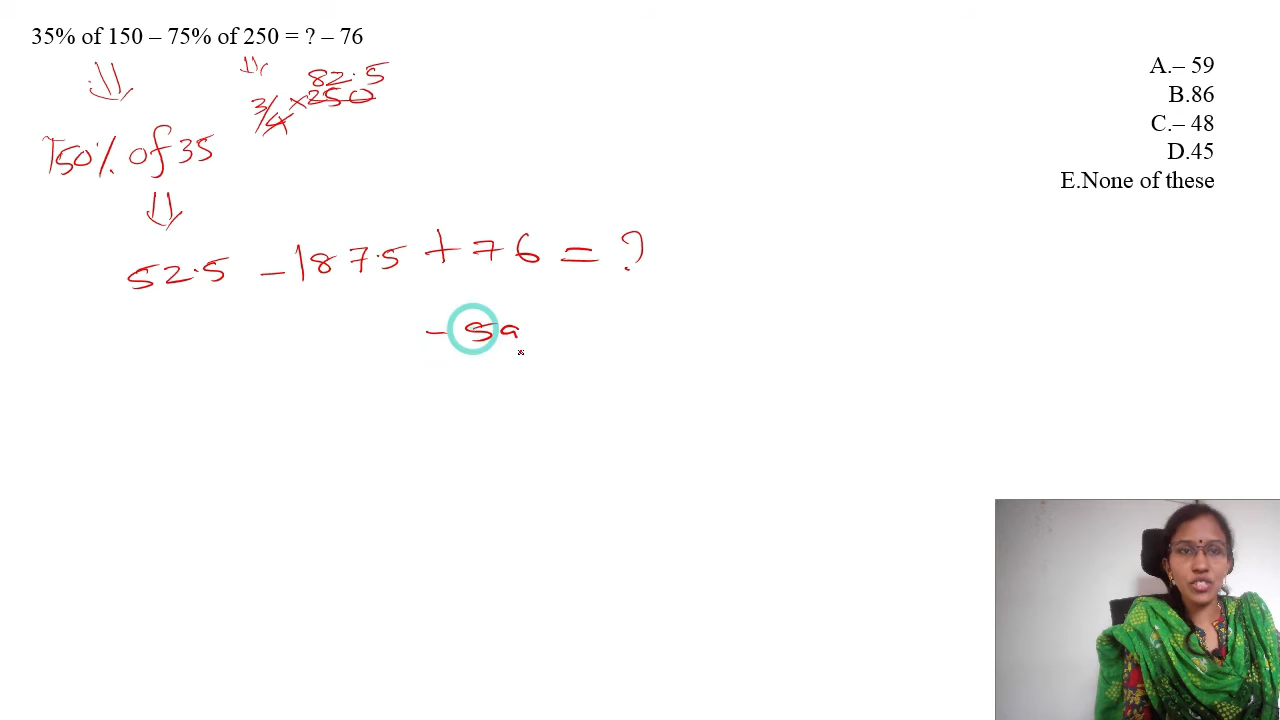 35% of 150 – 75% of 250 = ? – 76
A.– 59
B.86
C.– 48
D.45
E.None of these
82.5
3/4 × 250
150% of 35
52.5 – 187.5 + 76 = ?
– 59